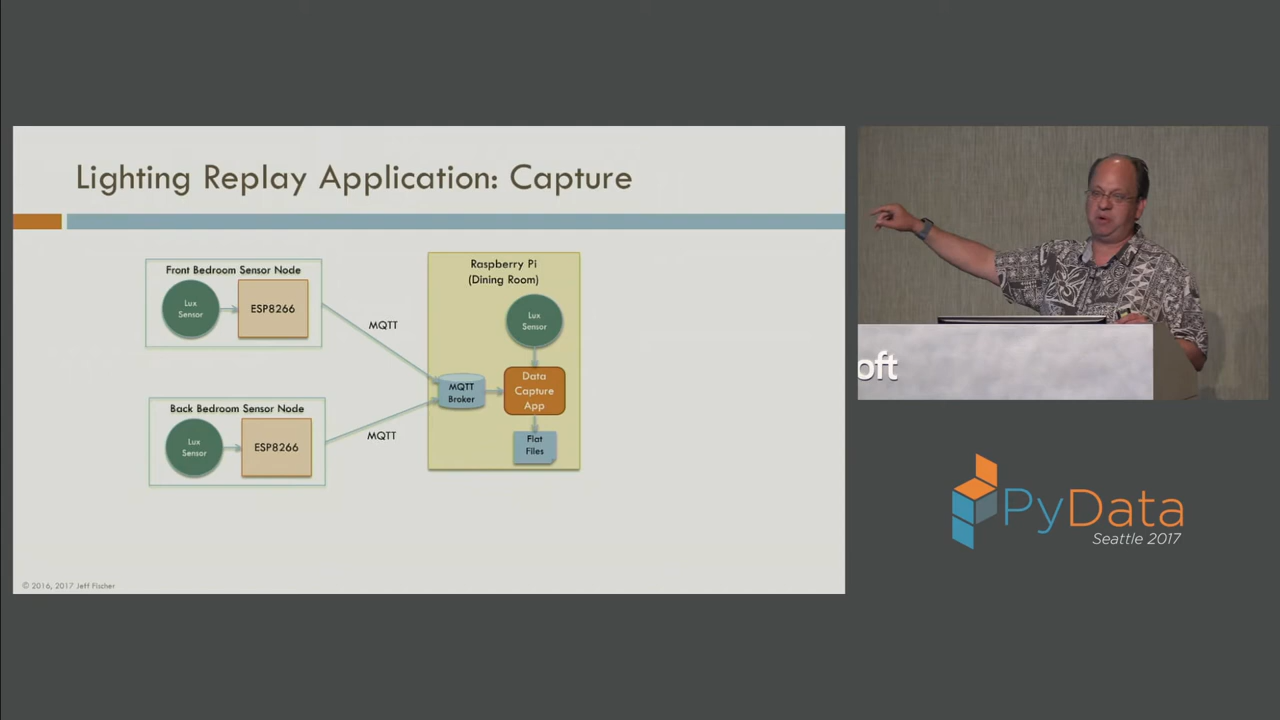 Lighting Replay Application: Capture
Front Bedroom Sensor Node
Lux
Sensor
ESP8266
MQTT
Back Bedroom Sensor Node
Lux
Sensor
ESP8266
MQTT
Raspberry Pi
(Dining Room)
Lux
Sensor
MQTT
Broker
Data
Capture
App
Flat
Files
© 2016, 2017 Jeff Fischer
oft
PyData
Seattle 2017